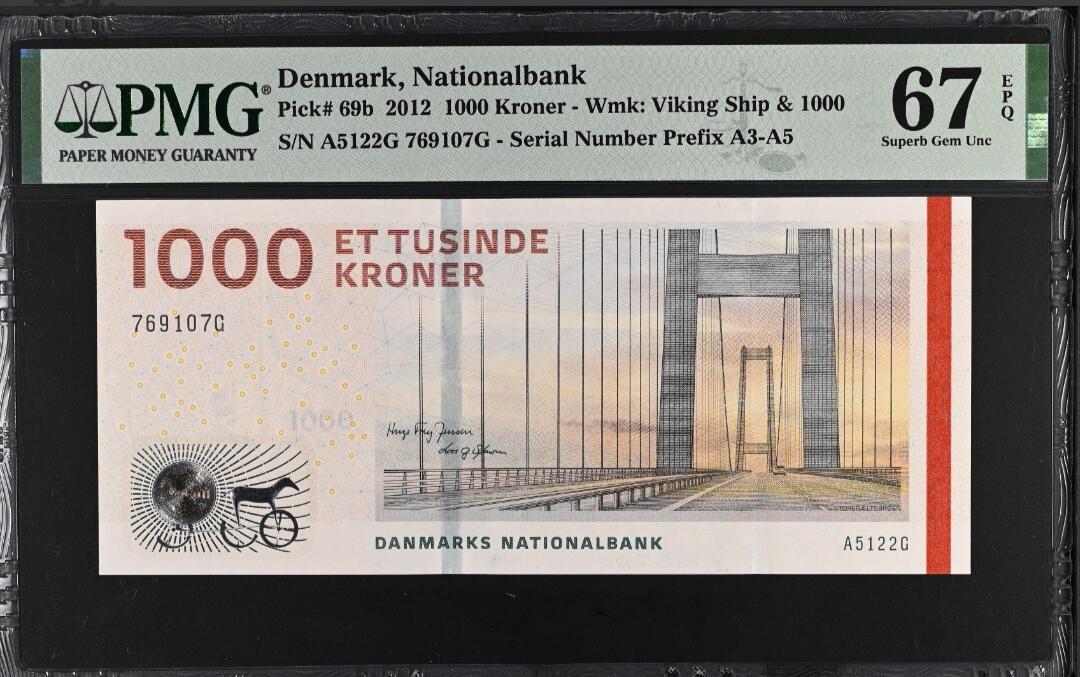 PMG®
PAPER MONEY GUARANTY
Denmark, Nationalbank
Pick# 69b 2012 1000 Kroner - Wmk: Viking Ship & 1000
S/N A5122G 769107G - Serial Number Prefix A3-A5
67
EPQ
Superb Gem Unc
1000
ET TUSINDE
KRONER
769107G
1000
STOREBÆLTSBROEN
DANMARKS NATIONALBANK
A5122G